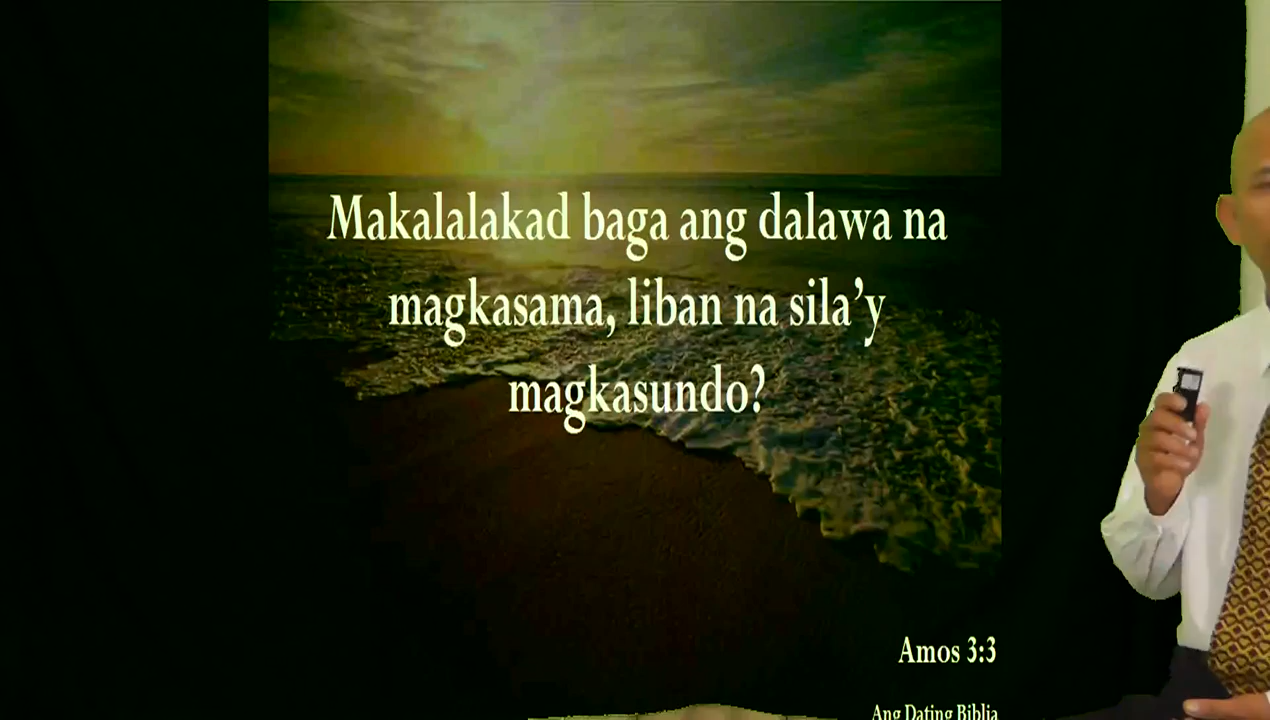 Makalalakad baga ang dalawa na
magkasama, liban na sila’y
magkasundo?
Amos 3:3
Ang Dating Biblia